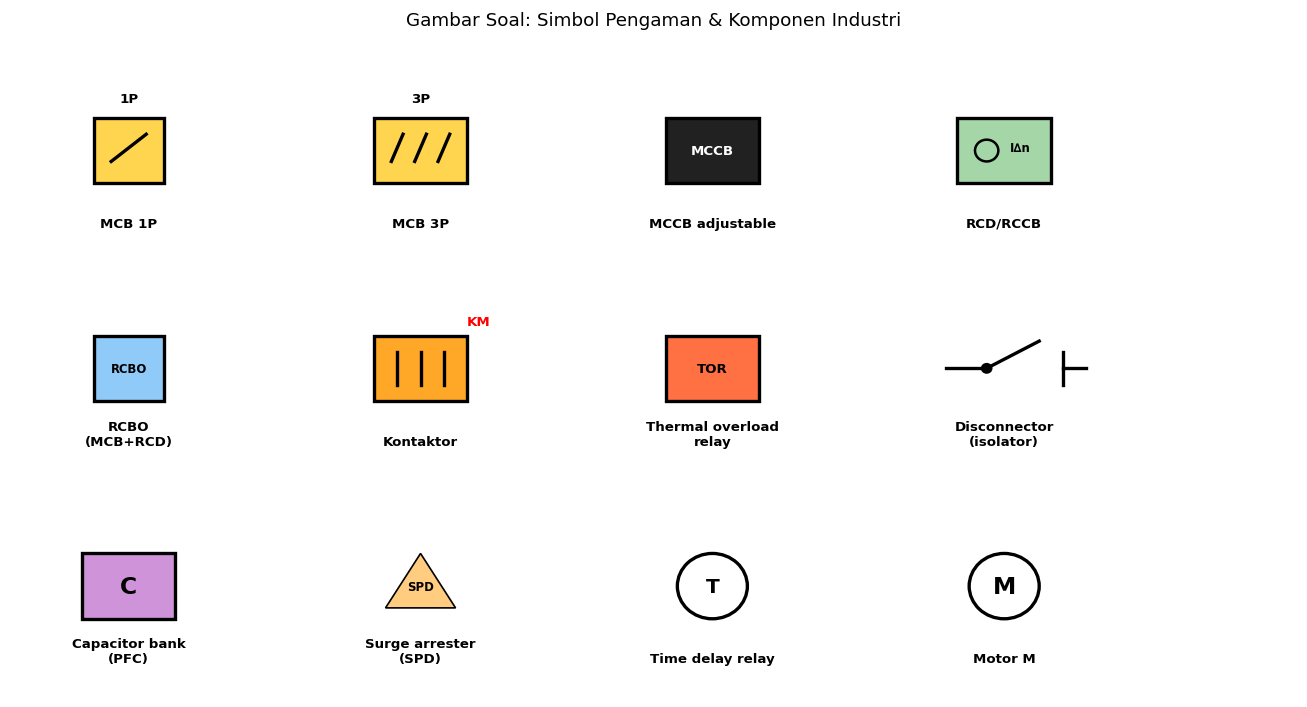 Gambar Soal: Simbol Pengaman & Komponen Industri
1P
3P
MCCB
IΔn
MCB 1P
MCB 3P
MCCB adjustable
RCD/RCCB
KM
RCBO
TOR
RCBO
(MCB+RCD)
Kontaktor
Thermal overload
relay
Disconnector
(isolator)
C
SPD
T
M
Capacitor bank
(PFC)
Surge arrester
(SPD)
Time delay relay
Motor M